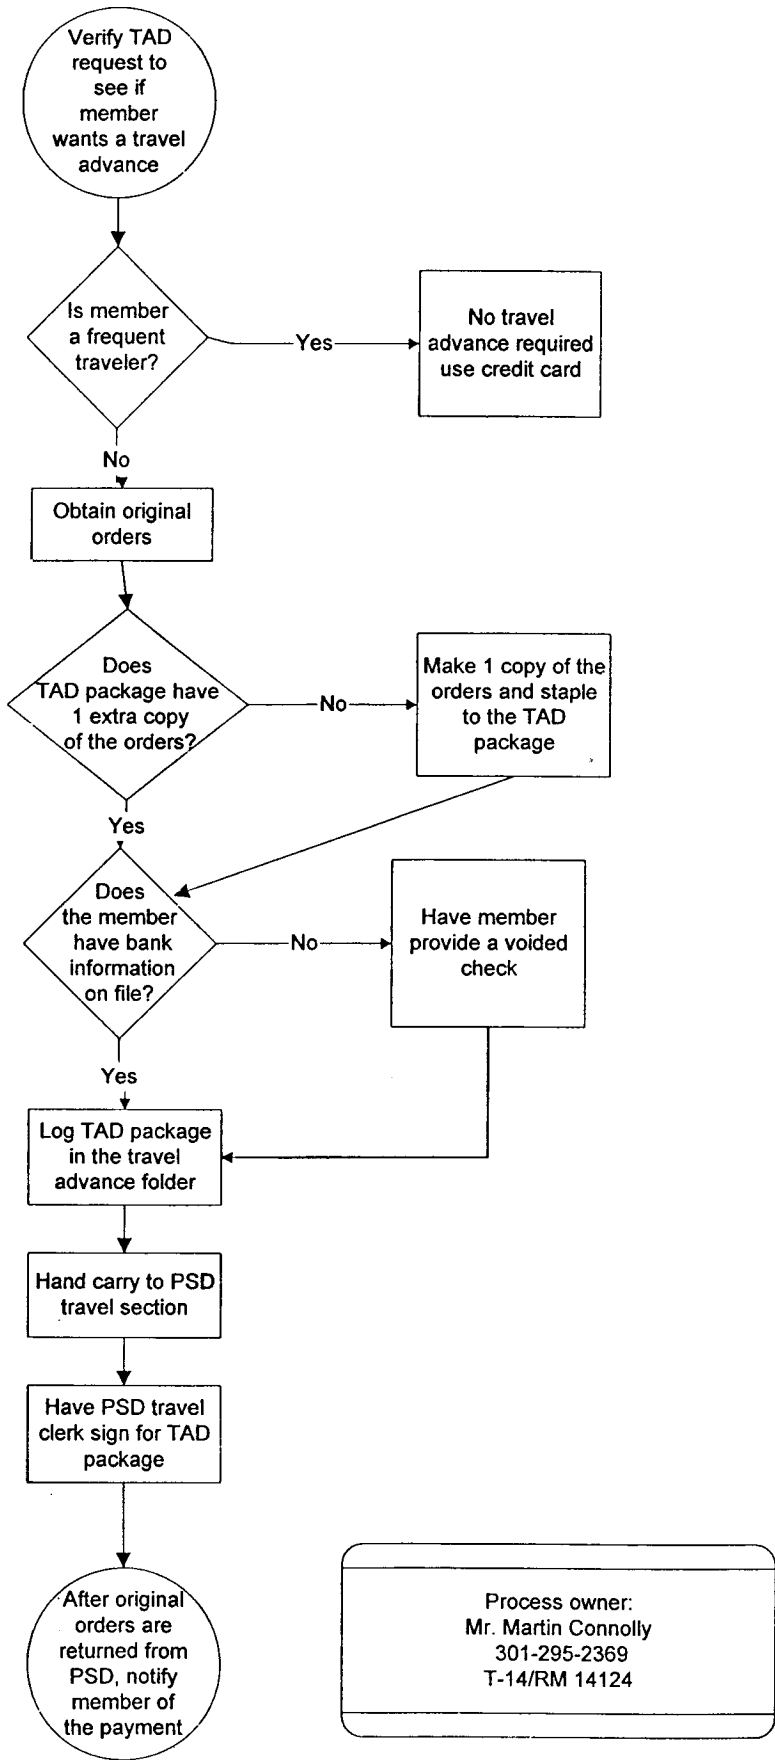 Verify TAD
request to
see if
member
wants a travel
advance
Is member
a frequent
traveler?
Yes
No travel
advance required
use credit card
No
Obtain original
orders
Does
TAD package have
1 extra copy
of the orders?
No
Make 1 copy of the
orders and staple
to the TAD
package
Yes
Does
the member
have bank
information
on file?
No
Have member
provide a voided
check
Yes
Log TAD package
in the travel
advance folder
Hand carry to PSD
travel section
Have PSD travel
clerk sign for TAD
package
After original
orders are
returned from
PSD, notify
member of
the payment
Process owner:
Mr. Martin Connolly
301-295-2369
T-14/RM 14124